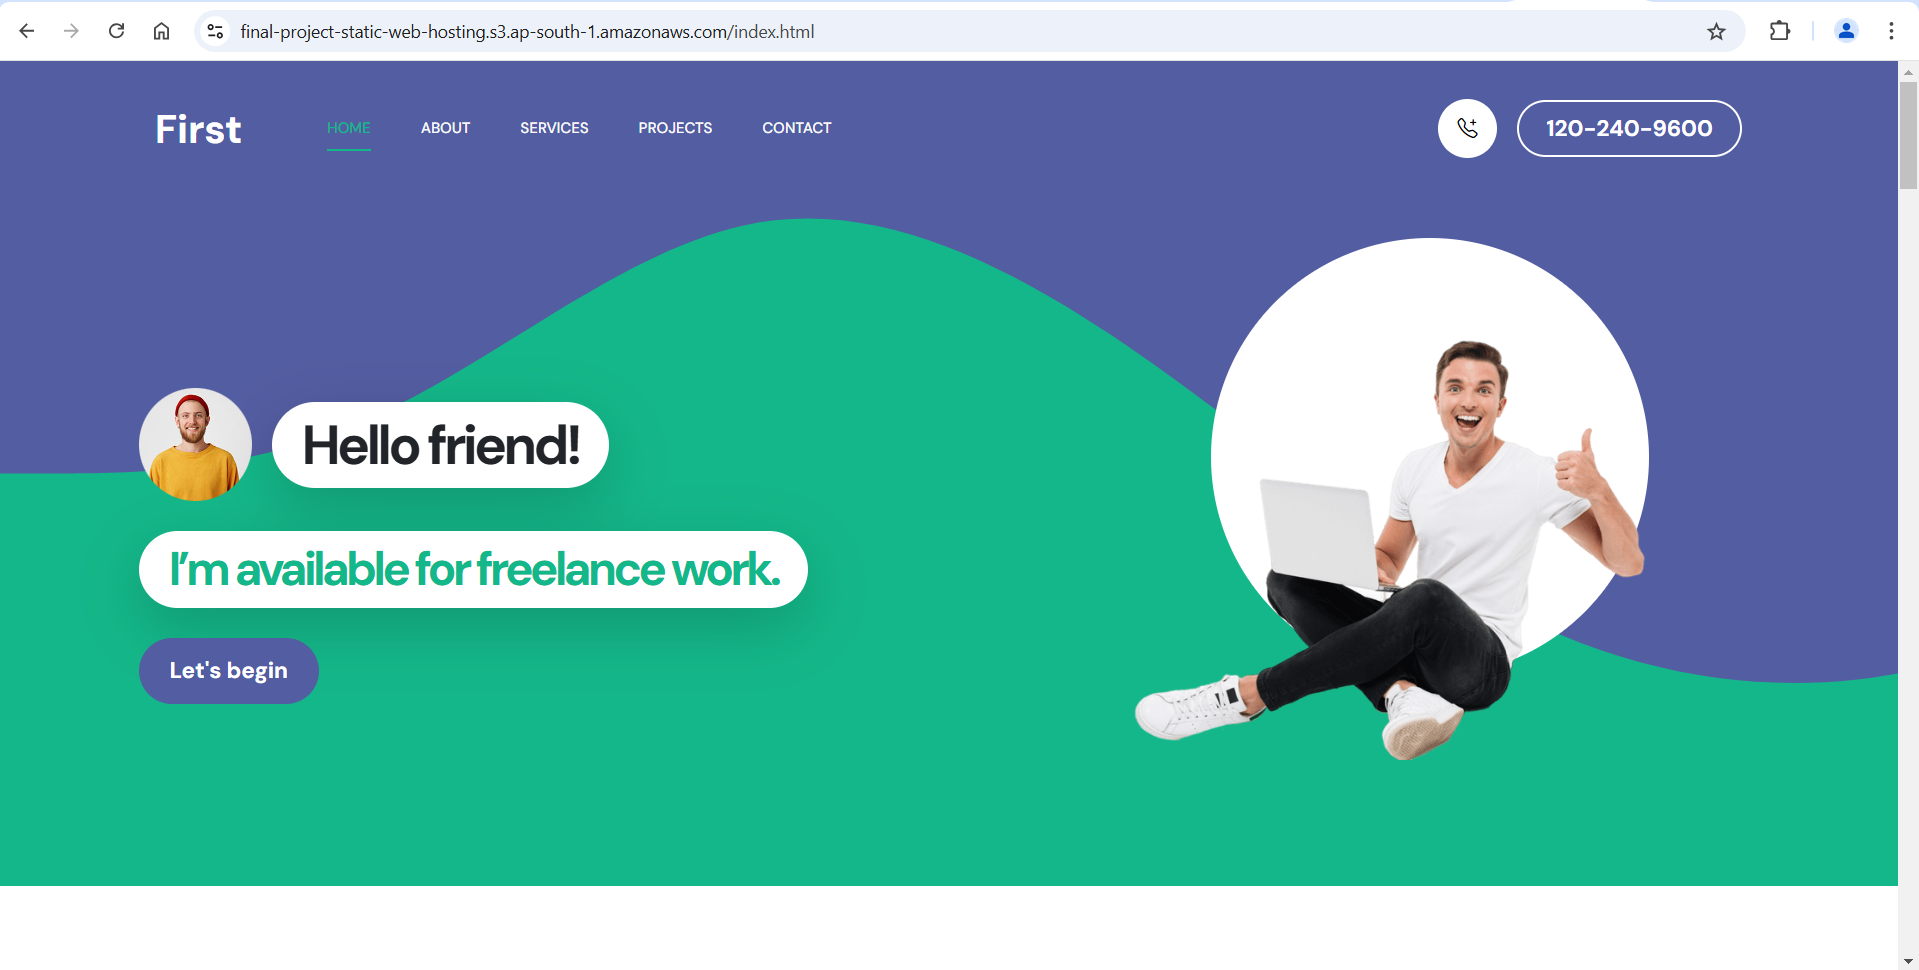 final-project-static-web-hosting.s3.ap-south-1.amazonaws.com/index.html
First HOME ABOUT SERVICES PROJECTS CONTACT 120-240-9600
Hello friend!
I'm available for freelance work.
Let's begin